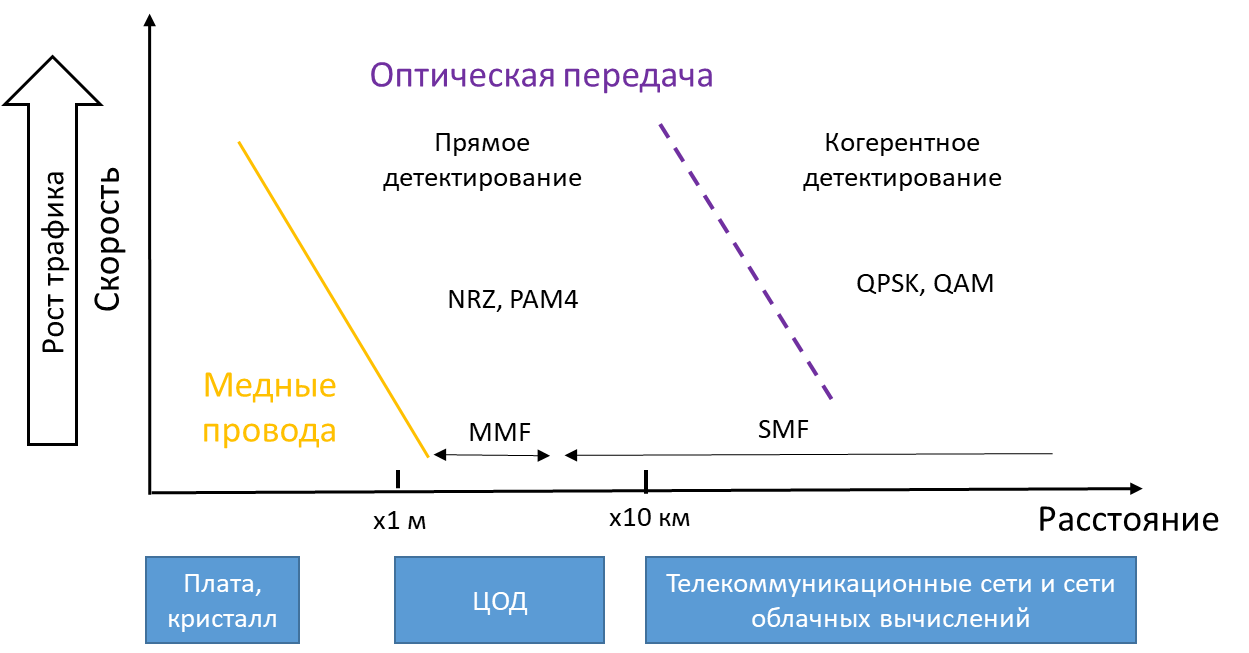 Оптическая передача
Прямое
детектирование
Когерентное
детектирование
Рост трафика
Скорость
NRZ, PAM4
QPSK, QAM
Медные
провода
MMF
SMF
x1 м
x10 км
Расстояние
Плата,
кристалл
ЦОД
Телекоммуникационные сети и сети
облачных вычислений